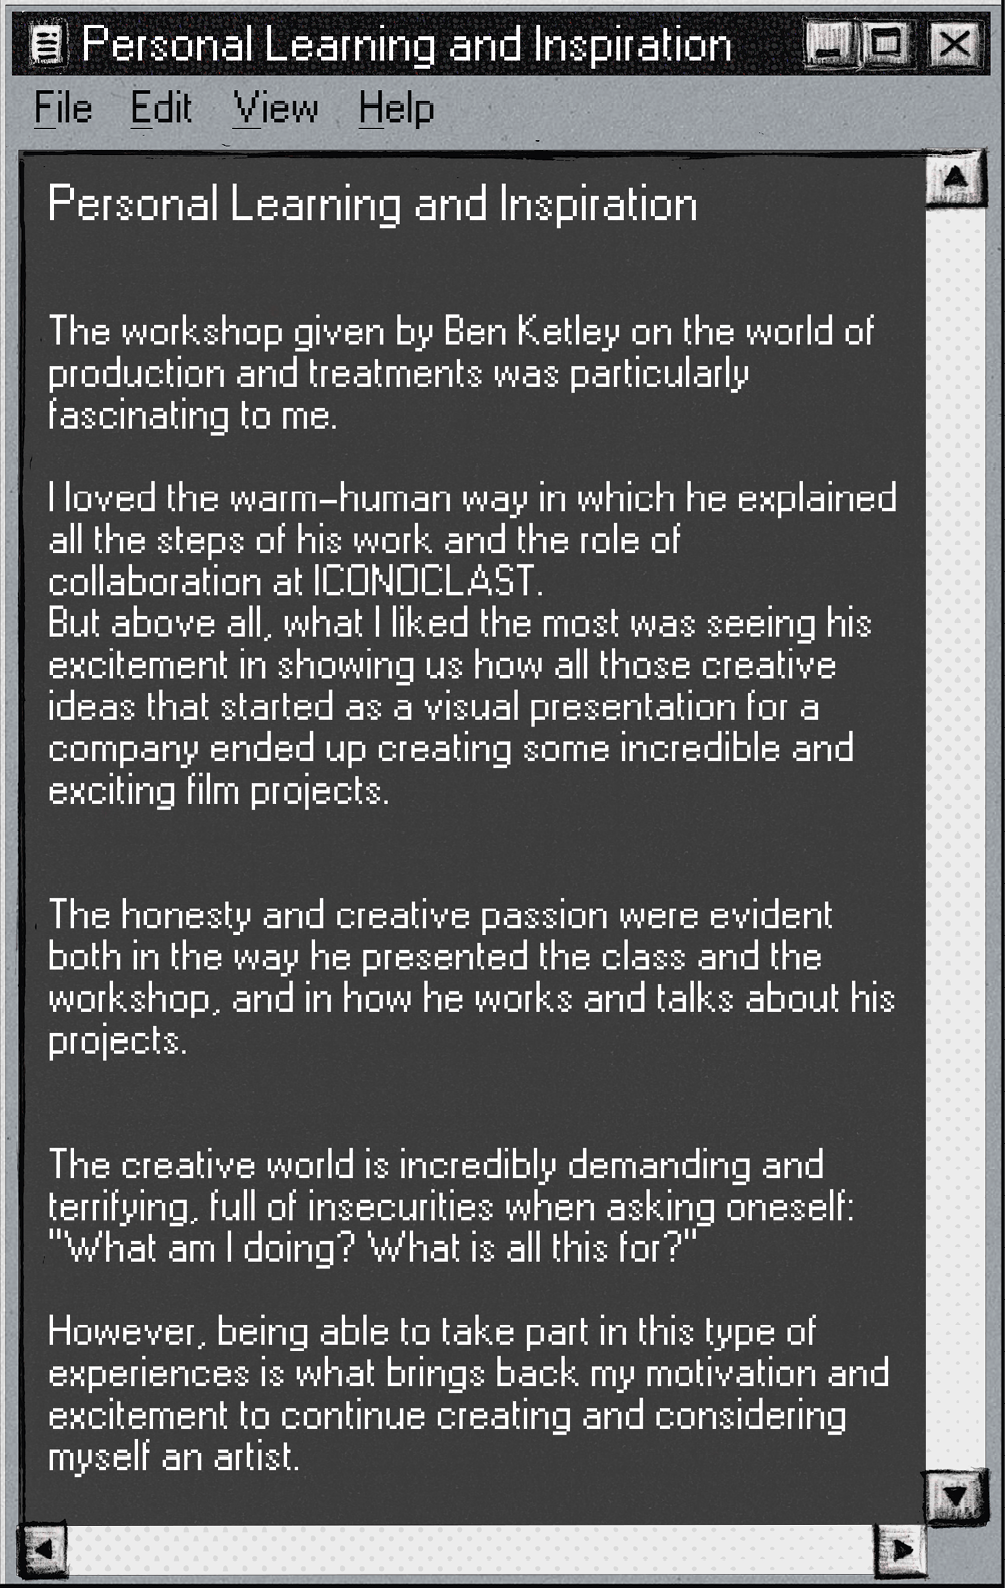 Personal Learning and Inspiration
File Edit View Help
Personal Learning and Inspiration
The workshop given by Ben Ketley on the world of
production and treatments was particularly
fascinating to me.
I loved the warm-human way in which he explained
all the steps of his work and the role of
collaboration at ICONOCLAST.
But above all, what I liked the most was seeing his
excitement in showing us how all those creative
ideas that started as a visual presentation for a
company ended up creating some incredible and
exciting film projects.
The honesty and creative passion were evident
both in the way he presented the class and the
workshop, and in how he works and talks about his
projects.
The creative world is incredibly demanding and
terrifying, full of insecurities when asking oneself:
"What am I doing? What is all this for?"
However, being able to take part in this type of
experiences is what brings back my motivation and
excitement to continue creating and considering
myself an artist.